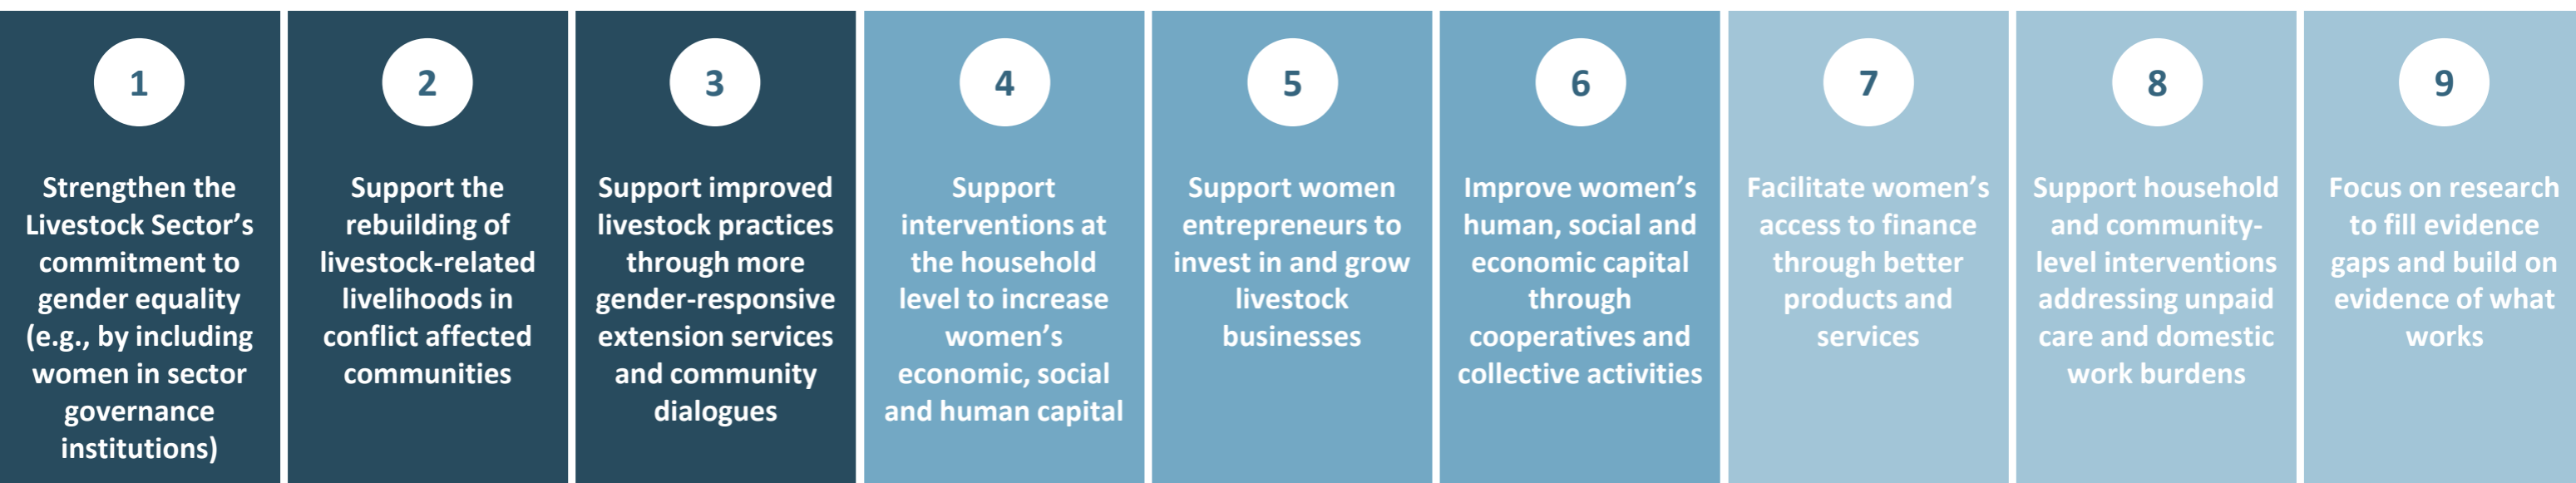 1
Strengthen the
Livestock Sector’s
commitment to
gender equality
(e.g., by including
women in sector
governance
institutions)
2
Support the
rebuilding of
livestock-related
livelihoods in
conflict affected
communities
3
Support improved
livestock practices
through more
gender-responsive
extension services
and community
dialogues
4
Support
interventions at
the household
level to increase
women’s
economic, social
and human capital
5
Support women
entrepreneurs to
invest in and grow
livestock
businesses
6
Improve women’s
human, social and
economic capital
through
cooperatives and
collective activities
7
Facilitate women’s
access to finance
through better
products and
services
8
Support household
and community-
level interventions
addressing unpaid
care and domestic
work burdens
9
Focus on research
to fill evidence
gaps and build on
evidence of what
works